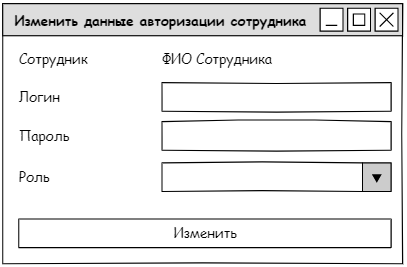 Изменить данные авторизации сотрудника
Сотрудник ФИО Сотрудника
Логин
Пароль
Роль
Изменить